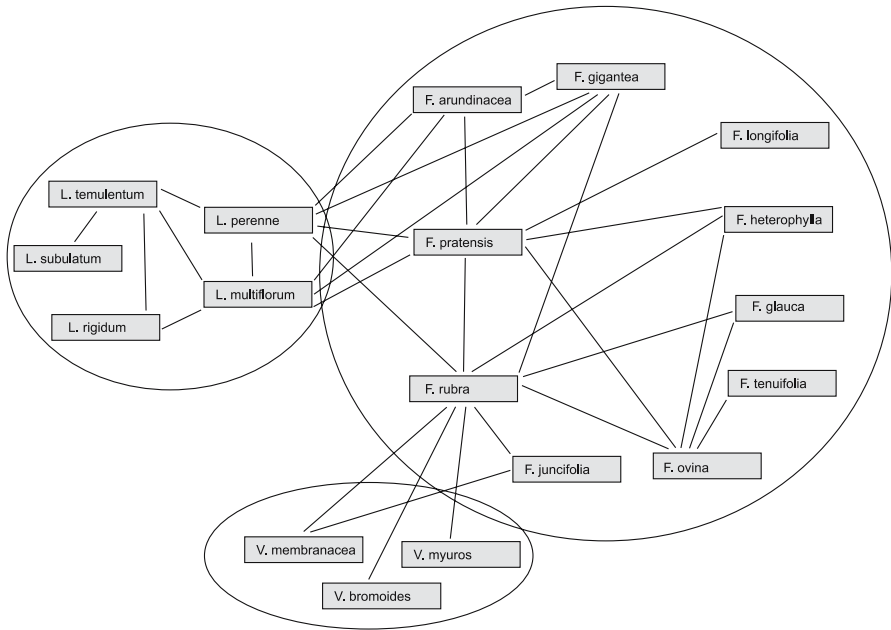 F. gigantea
F. arundinacea
F. longifolia
L. temulentum
L. perenne
F. heterophylla
F. pratensis
L. subulatum
L. multiflorum
F. glauca
L. rigidum
F. rubra
F. tenuifolia
F. juncifolia
F. ovina
V. membranacea
V. myuros
V. bromoides